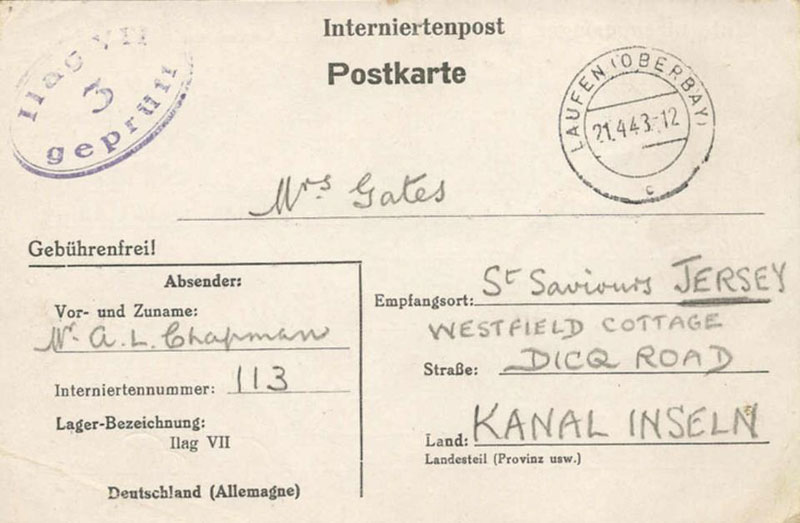 Interniertenpost
Postkarte
Ilag VII
3
geprüft
LAUFEN (OBERBAY)
21.4.43.-12
c
Mrs Gates
Gebührenfrei!
Absender:
Vor- und Zuname:
Mr. A. L. Chapman
Interniertennummer: 113
Lager-Bezeichnung:
Ilag VII
Deutschland (Allemagne)
Empfangsort: St Saviours JERSEY
WESTFIELD COTTAGE
Straße: DICQ ROAD
Land: KANAL INSELN
Landesteil (Provinz usw.)